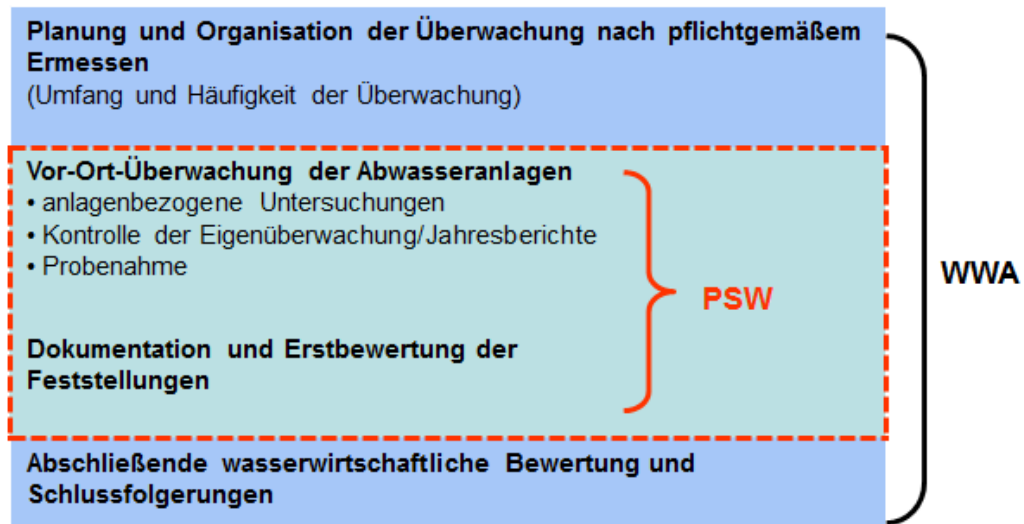 Planung und Organisation der Überwachung nach pflichtgemäßem
Ermessen
(Umfang und Häufigkeit der Überwachung)
Vor-Ort-Überwachung der Abwasseranlagen
• anlagenbezogene Untersuchungen
• Kontrolle der Eigenüberwachung/Jahresberichte
• Probenahme
PSW
WWA
Dokumentation und Erstbewertung der
Feststellungen
Abschließende wasserwirtschaftliche Bewertung und
Schlussfolgerungen